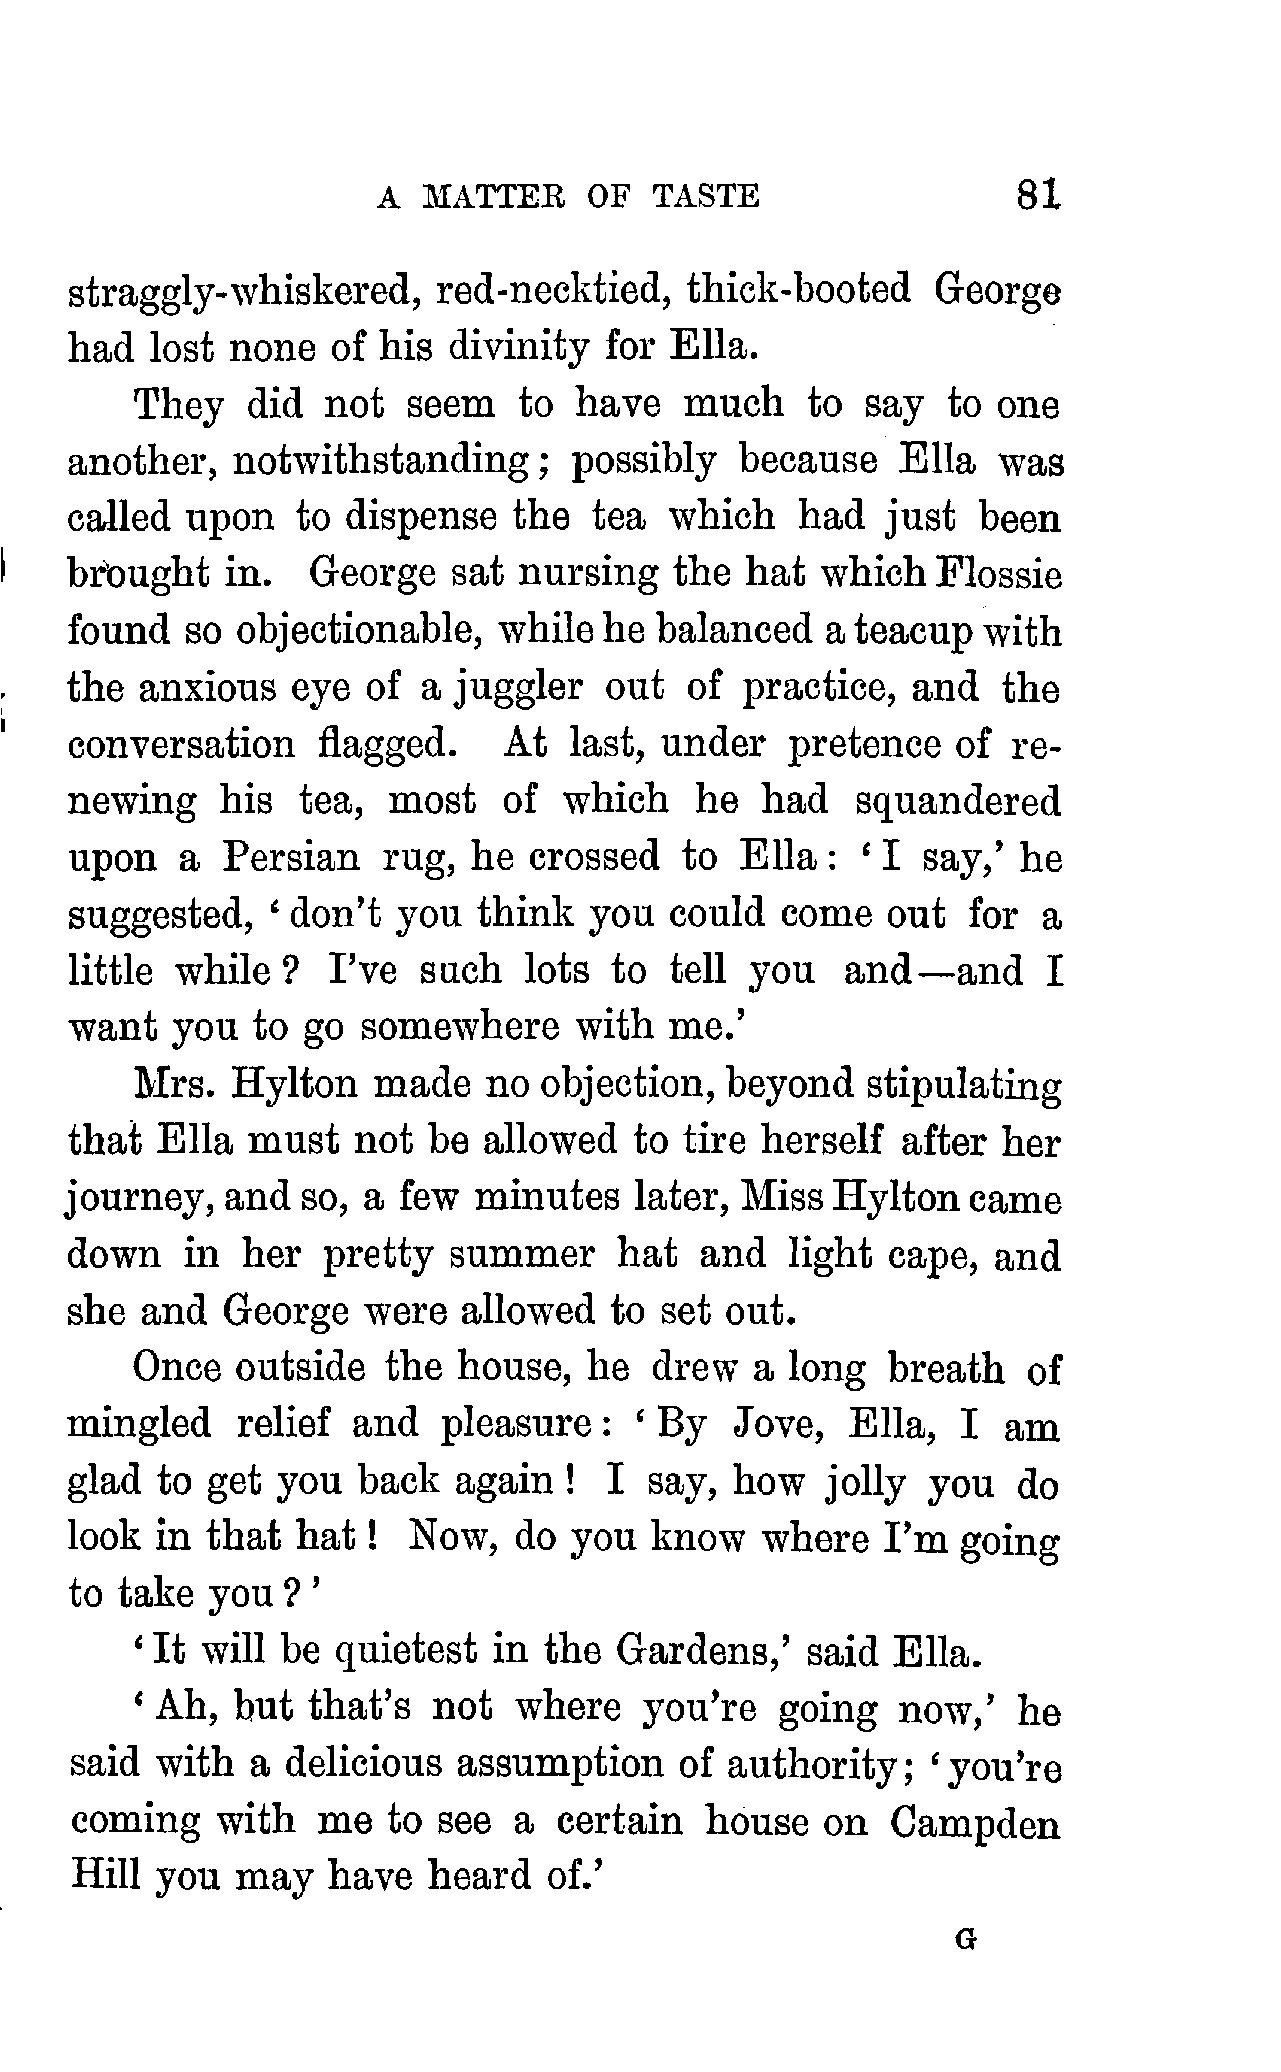 A MATTER OF TASTE 81
straggly-whiskered, red-necktied, thick-booted George
had lost none of his divinity for Ella.
They did not seem to have much to say to one
another, notwithstanding; possibly because Ella was
called upon to dispense the tea which had just been
brought in. George sat nursing the hat which Flossie
found so objectionable, while he balanced a teacup with
the anxious eye of a juggler out of practice, and the
conversation flagged. At last, under pretence of re-
newing his tea, most of which he had squandered
upon a Persian rug, he crossed to Ella: ‘I say,’ he
suggested, ‘don’t you think you could come out for a
little while? I’ve such lots to tell you and—and I
want you to go somewhere with me.’
Mrs. Hylton made no objection, beyond stipulating
that Ella must not be allowed to tire herself after her
journey, and so, a few minutes later, Miss Hylton came
down in her pretty summer hat and light cape, and
she and George were allowed to set out.
Once outside the house, he drew a long breath of
mingled relief and pleasure: ‘By Jove, Ella, I am
glad to get you back again! I say, how jolly you do
look in that hat! Now, do you know where I’m going
to take you?’
‘It will be quietest in the Gardens,’ said Ella.
‘Ah, but that’s not where you’re going now,’ he
said with a delicious assumption of authority; ‘you’re
coming with me to see a certain house on Campden
Hill you may have heard of.’
G